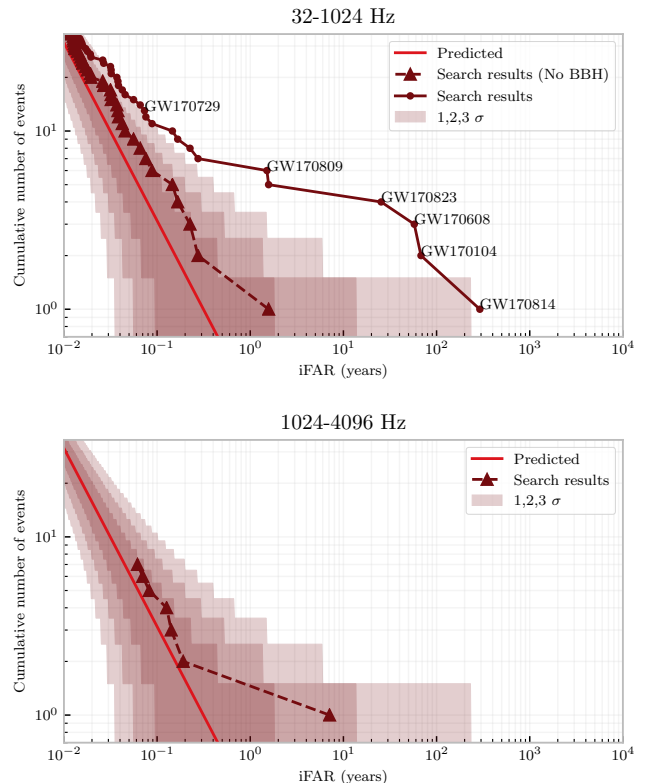 32-1024 Hz
Predicted
Search results (No BBH)
Search results
1,2,3 σ
GW170729
GW170809
GW170823
GW170608
GW170104
GW170814
Cumulative number of events
10¹
10⁰
10⁻² 10⁻¹ 10⁰ 10¹ 10² 10³ 10⁴
iFAR (years)
1024-4096 Hz
Predicted
Search results
1,2,3 σ
Cumulative number of events
10¹
10⁰
10⁻² 10⁻¹ 10⁰ 10¹ 10² 10³ 10⁴
iFAR (years)